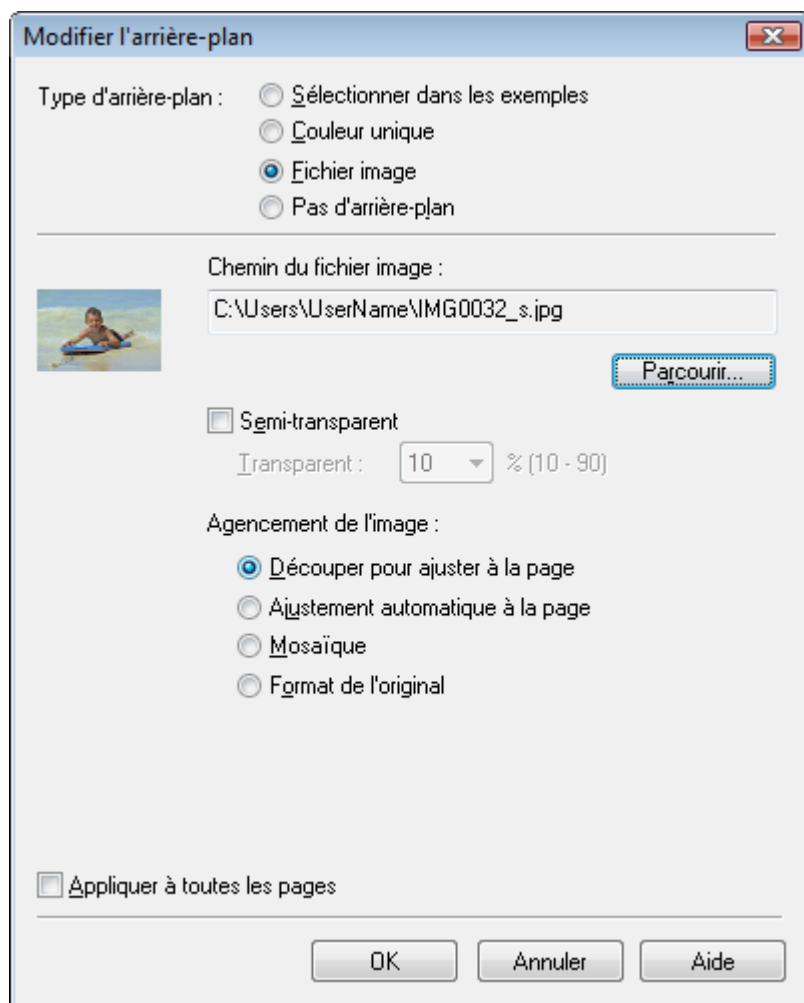 Modifier l'arrière-plan
Type d'arrière-plan :
Sélectionner dans les exemples
Couleur unique
Fichier image
Pas d'arrière-plan
Chemin du fichier image :
C:\Users\UserName\IMG0032_s.jpg
Parcourir...
Semi-transparent
Transparent : 10 % (10 - 90)
Agencement de l'image :
Découper pour ajuster à la page
Ajustement automatique à la page
Mosaïque
Format de l'original
Appliquer à toutes les pages
OK Annuler Aide